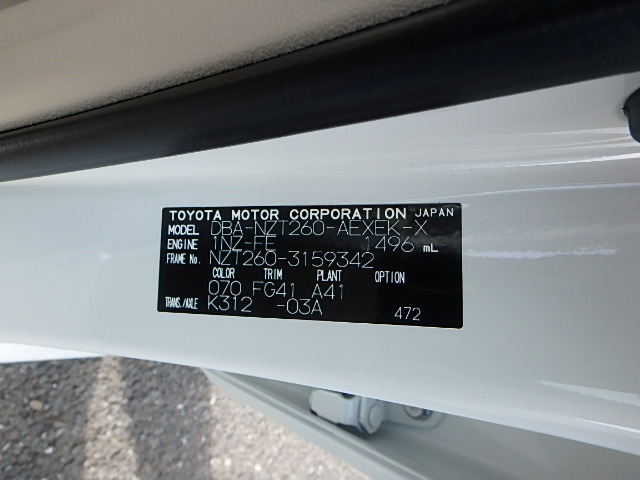 TOYOTA MOTOR CORPORATION JAPAN
MODEL DBA-NZT260-AEXEK-X
ENGINE 1NZ-FE 1496 mL
FRAME No. NZT260-3159342
COLOR TRIM PLANT OPTION
070 FG41 A41
TRANS./AXLE K312 -03A
472